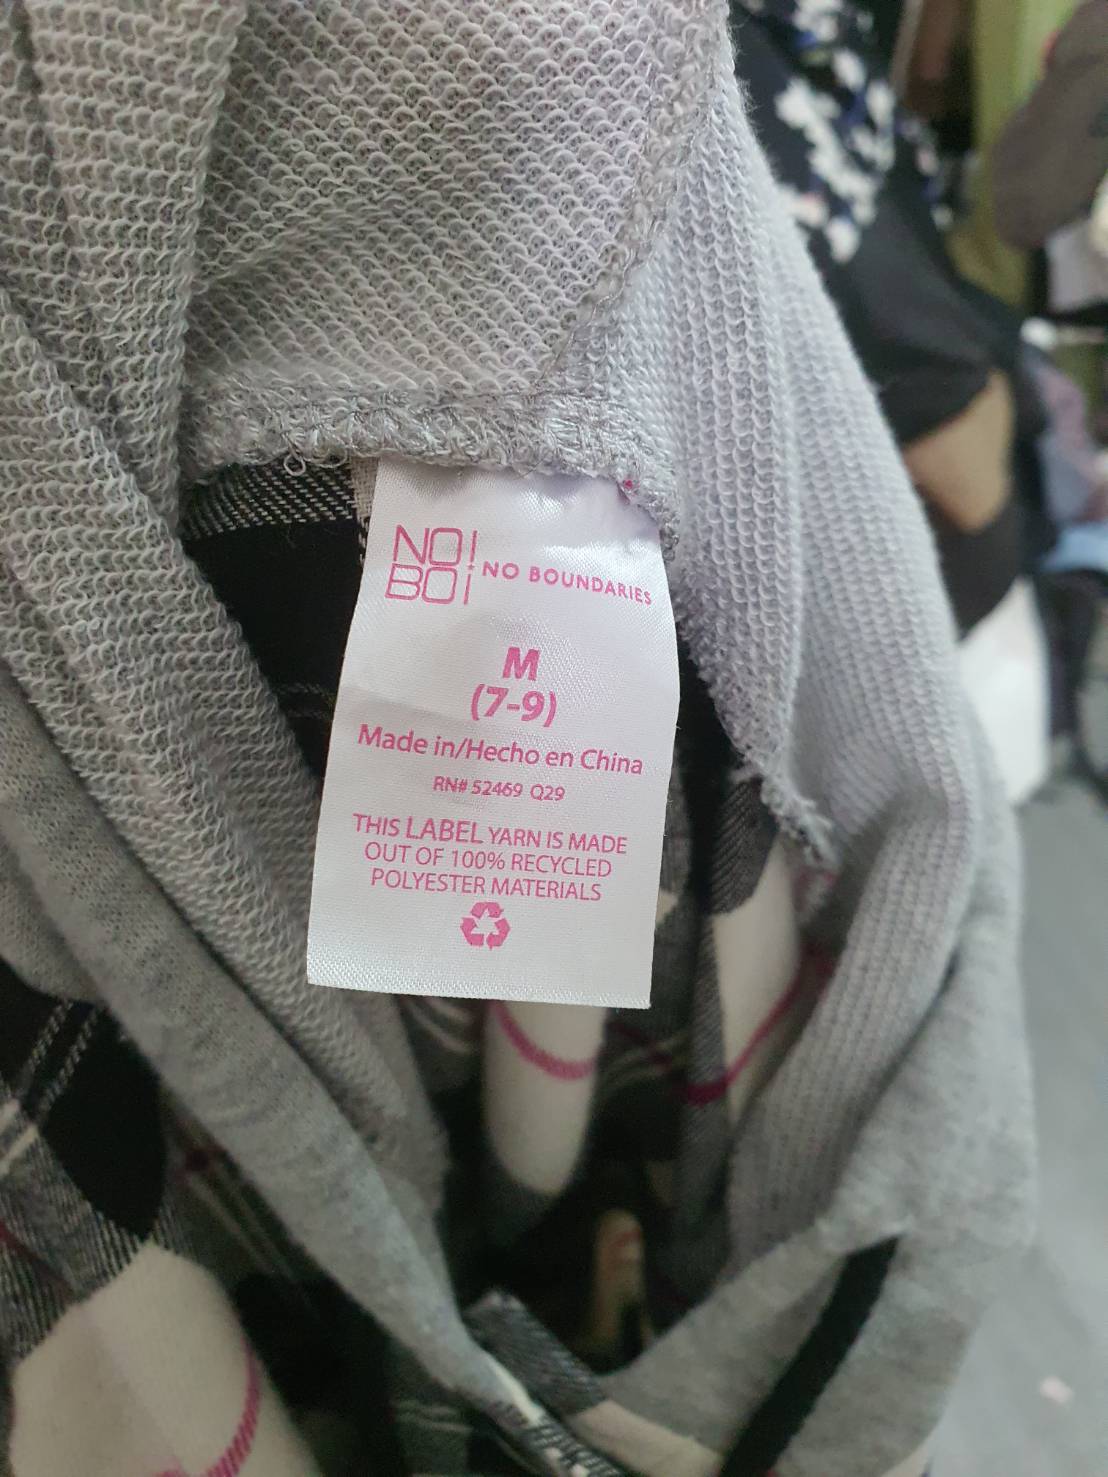 NO!
BO¡
NO BOUNDARIES
M
(7-9)
Made in/Hecho en China
RN# 52469 Q29
THIS LABEL YARN IS MADE
OUT OF 100% RECYCLED
POLYESTER MATERIALS